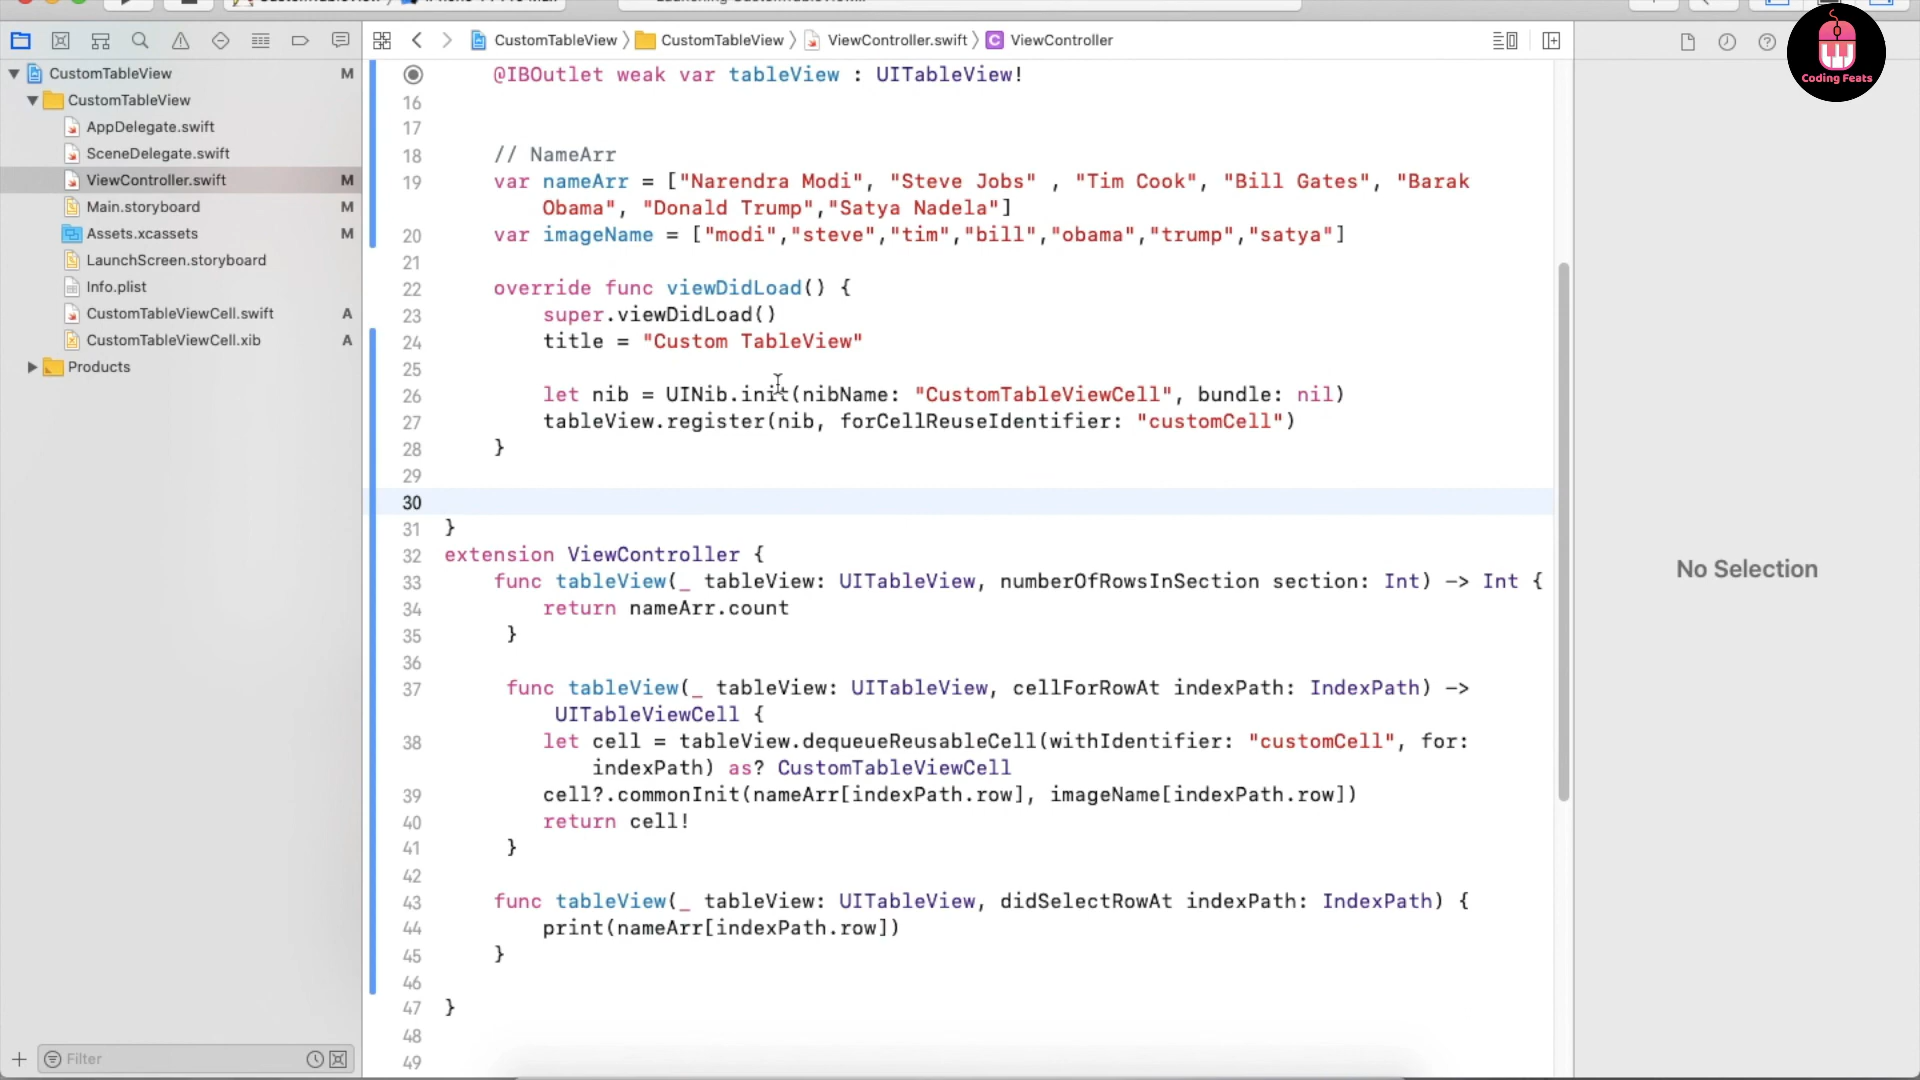 CustomTableView
CustomTableView
ViewController.swift
ViewController
Coding Feats
CustomTableView M
CustomTableView
AppDelegate.swift
SceneDelegate.swift
ViewController.swift M
Main.storyboard M
Assets.xcassets M
LaunchScreen.storyboard
Info.plist
CustomTableViewCell.swift A
CustomTableViewCell.xib A
Products
Filter
@IBOutlet weak var tableView : UITableView!
16
17
18 // NameArr
19 var nameArr = ["Narendra Modi", "Steve Jobs" , "Tim Cook", "Bill Gates", "Barak
Obama", "Donald Trump","Satya Nadela"]
20 var imageName = ["modi","steve","tim","bill","obama","trump","satya"]
21
22 override func viewDidLoad() {
23 super.viewDidLoad()
24 title = "Custom TableView"
25
26 let nib = UINib.init(nibName: "CustomTableViewCell", bundle: nil)
27 tableView.register(nib, forCellReuseIdentifier: "customCell")
28 }
29
30
31 }
32 extension ViewController {
33 func tableView(_ tableView: UITableView, numberOfRowsInSection section: Int) -> Int {
34 return nameArr.count
35 }
36
37 func tableView(_ tableView: UITableView, cellForRowAt indexPath: IndexPath) ->
UITableViewCell {
38 let cell = tableView.dequeueReusableCell(withIdentifier: "customCell", for:
indexPath) as? CustomTableViewCell
39 cell?.commonInit(nameArr[indexPath.row], imageName[indexPath.row])
40 return cell!
41 }
42
43 func tableView(_ tableView: UITableView, didSelectRowAt indexPath: IndexPath) {
44 print(nameArr[indexPath.row])
45 }
46
47 }
48
49
No Selection